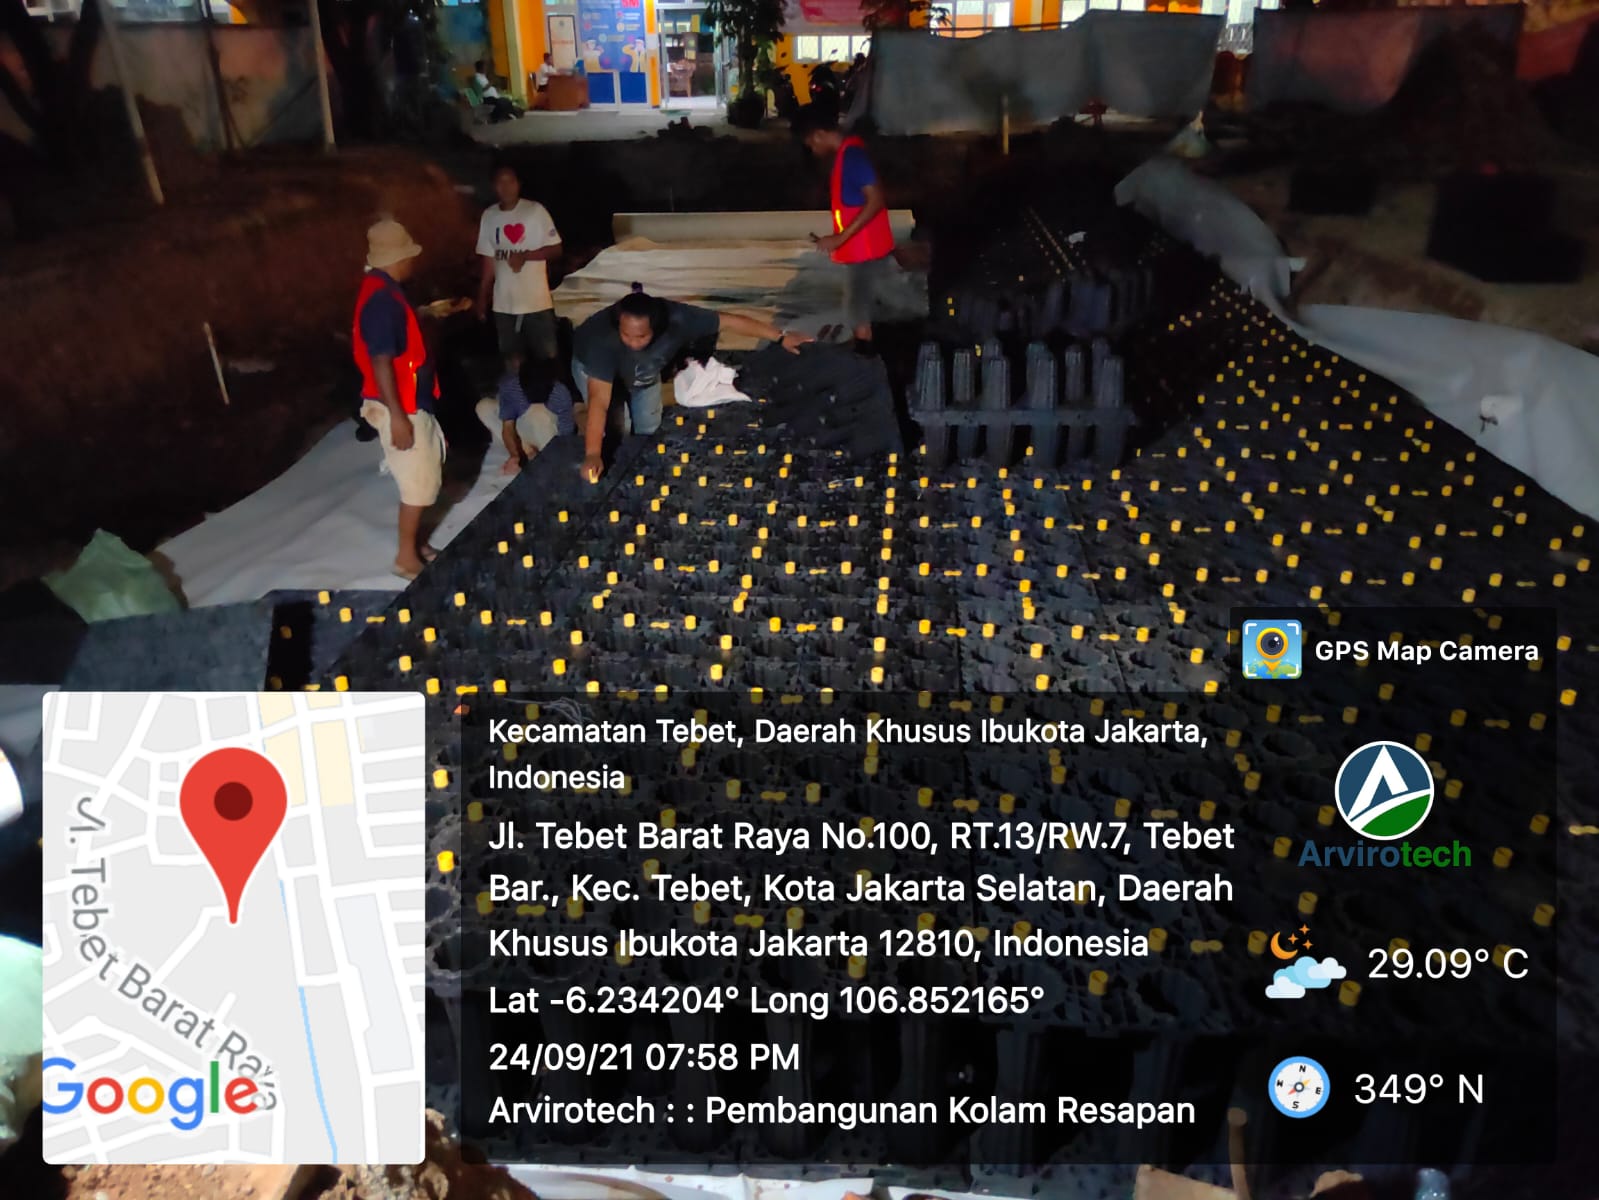 I ❤
GPS Map Camera
Kecamatan Tebet, Daerah Khusus Ibukota Jakarta,
Indonesia
Jl. Tebet Barat Raya No.100, RT.13/RW.7, Tebet
Bar., Kec. Tebet, Kota Jakarta Selatan, Daerah
Khusus Ibukota Jakarta 12810, Indonesia
Lat -6.234204° Long 106.852165°
24/09/21 07:58 PM
Arvirotech : : Pembangunan Kolam Resapan
Arvirotech
29.09° C
N
W E
S
349° N
Jl. Tebet Barat Raya
Google